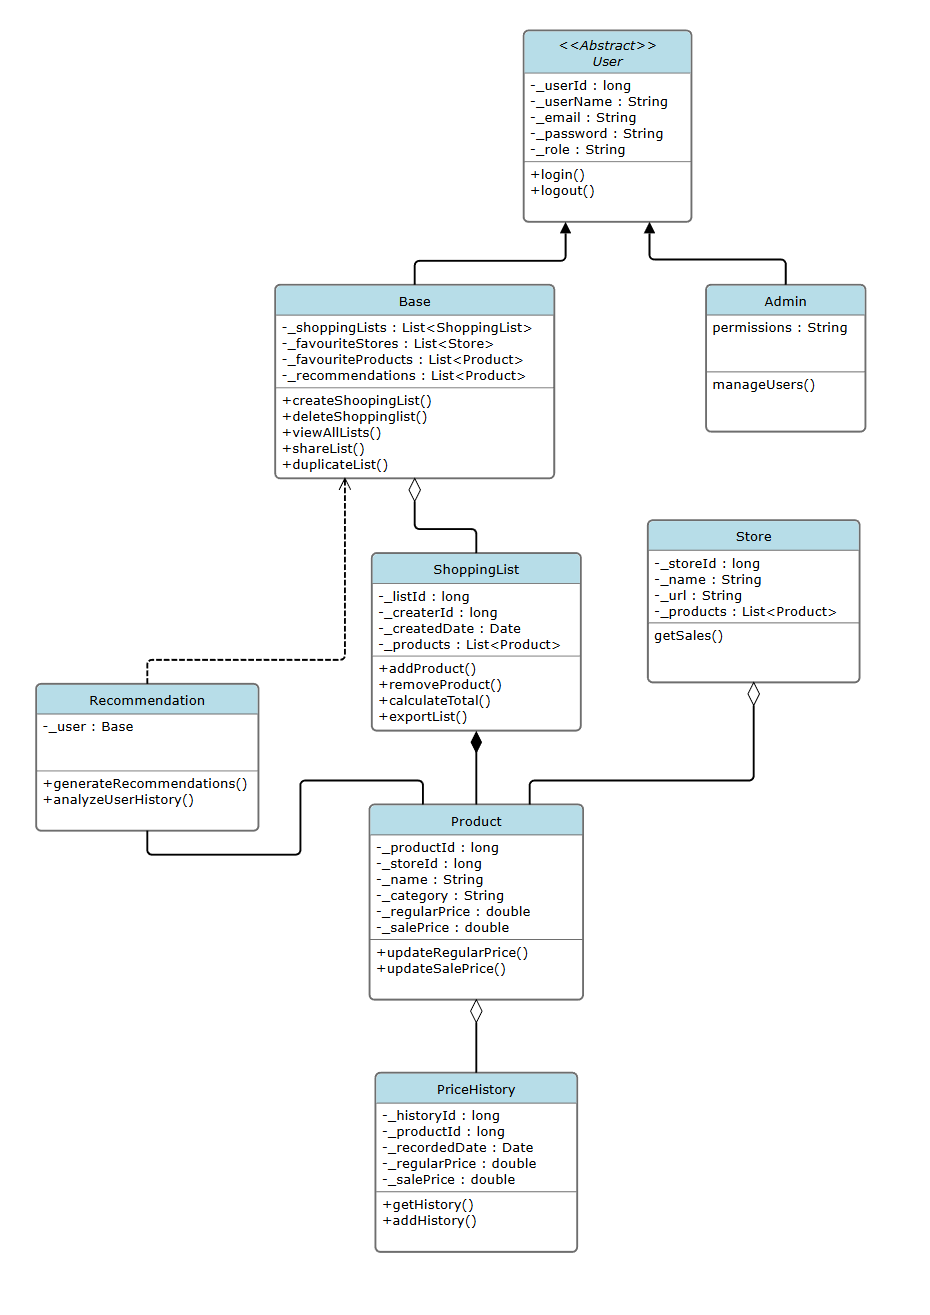 <<Abstract>>
User
-_userId : long
-_userName : String
-_email : String
-_password : String
-_role : String
+login()
+logout()
Base
-_shoppingLists : List<ShoppingList>
-_favouriteStores : List<Store>
-_favouriteProducts : List<Product>
-_recommendations : List<Product>
+createShoopingList()
+deleteShoppinglist()
+viewAllLists()
+shareList()
+duplicateList()
Admin
permissions : String
manageUsers()
ShoppingList
-_listId : long
-_createrId : long
-_createdDate : Date
-_products : List<Product>
+addProduct()
+removeProduct()
+calculateTotal()
+exportList()
Store
-_storeId : long
-_name : String
-_url : String
-_products : List<Product>
getSales()
Recommendation
-_user : Base
+generateRecommendations()
+analyzeUserHistory()
Product
-_productId : long
-_storeId : long
-_name : String
-_category : String
-_regularPrice : double
-_salePrice : double
+updateRegularPrice()
+updateSalePrice()
PriceHistory
-_historyId : long
-_productId : long
-_recordedDate : Date
-_regularPrice : double
-_salePrice : double
+getHistory()
+addHistory()